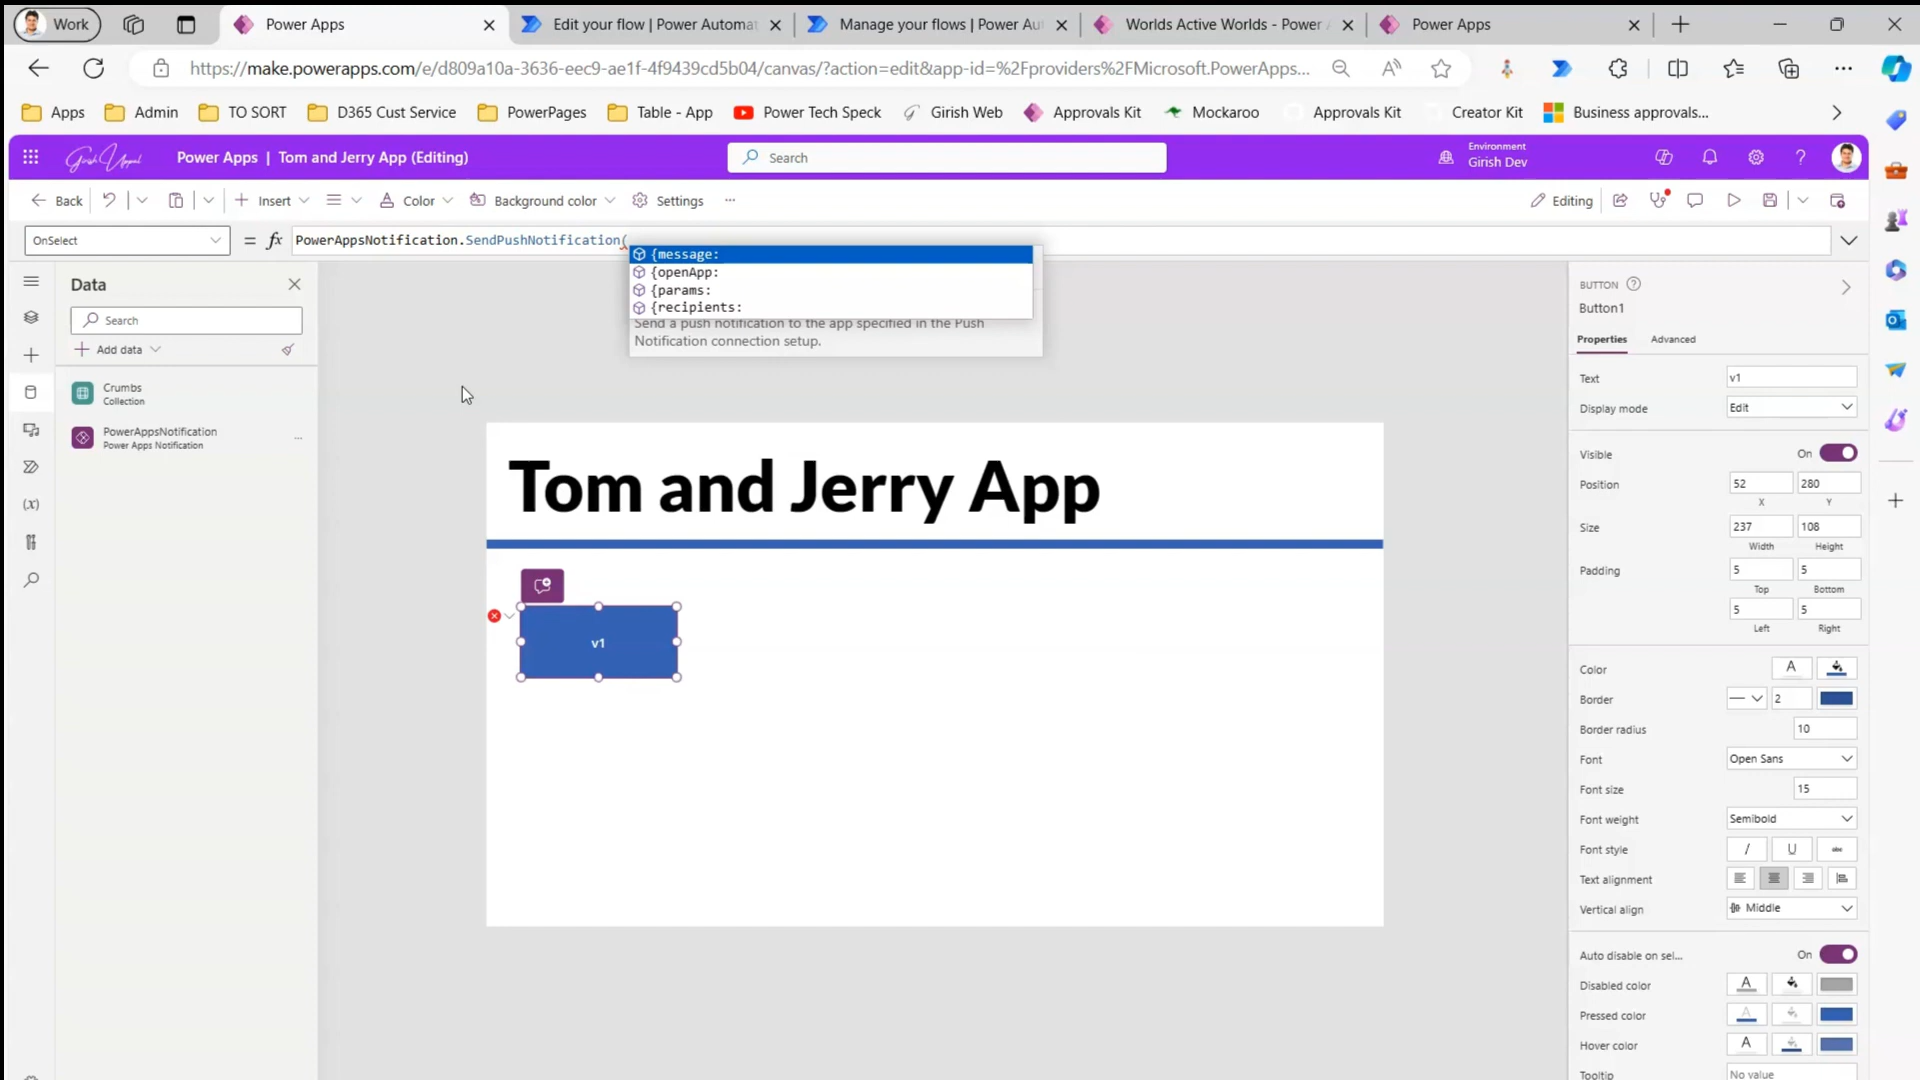 Work
Power Apps
Edit your flow | Power Automat
Manage your flows | Power Au
Worlds Active Worlds - Power A
Power Apps
https://make.powerapps.com/e/d809a10a-3636-eec9-ae1f-4f9439cd5b04/canvas/?action=edit&app-id=%2Fproviders%2FMicrosoft.PowerApps...
Apps
Admin
TO SORT
D365 Cust Service
PowerPages
Table - App
Power Tech Speck
Girish Web
Approvals Kit
Mockaroo
Approvals Kit
Creator Kit
Business approvals...
Power Apps | Tom and Jerry App (Editing)
Search
Environment
Girish Dev
Back
Insert
Color
Background color
Settings
Editing
OnSelect
= fx
PowerAppsNotification.SendPushNotification(
{message:
{openApp:
{params:
{recipients:
Send a push notification to the app specified in the Push
Notification connection setup.
Data
Search
Add data
Crumbs
Collection
PowerAppsNotification
Power Apps Notification
(x)
Tom and Jerry App
v1
BUTTON
Button1
Properties
Advanced
Text
v1
Display mode
Edit
Visible
On
Position
52
280
X
Y
Size
237
108
Width
Height
Padding
5
5
Top
Bottom
5
5
Left
Right
Color
A
Border
2
Border radius
10
Font
Open Sans
Font size
15
Font weight
Semibold
Font style
/
U
abc
Text alignment
Vertical align
Middle
Auto disable on sel...
On
Disabled color
A
Pressed color
A
Hover color
A
Tooltip
No value